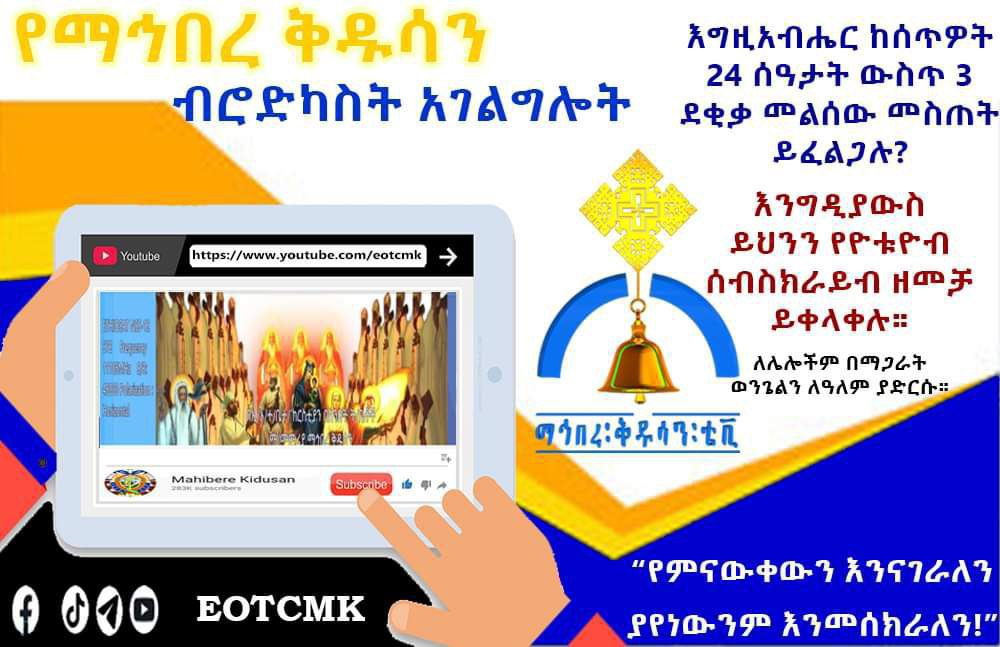 የማኅበረ ቅዱሳን
ብሮድካስት አገልግሎት
እግዚአብሔር ከሰጥዎት
24 ሰዓታት ውስጥ 3
ደቂቃ መልሰው መስጠት
ይፈልጋሉ?
እንግዲያውስ
ይህንን የዮቱዮብ
ሰብስክራይብ ዘመቻ
ይቀላቀሉ።
ለሌሎችም በማጋራት
ወንጌልን ለዓለም ያድርሱ።
Youtube
https://www.youtube.com/eotcmk
Mahibere Kidusan
283K subscribers
Subscribe
ማኅበረ፡ቅዱሳን፡ቴቪ
“የምናውቀውን እንናገራለን
ያየነውንም እንመሰክራለን!”
EOTCMK